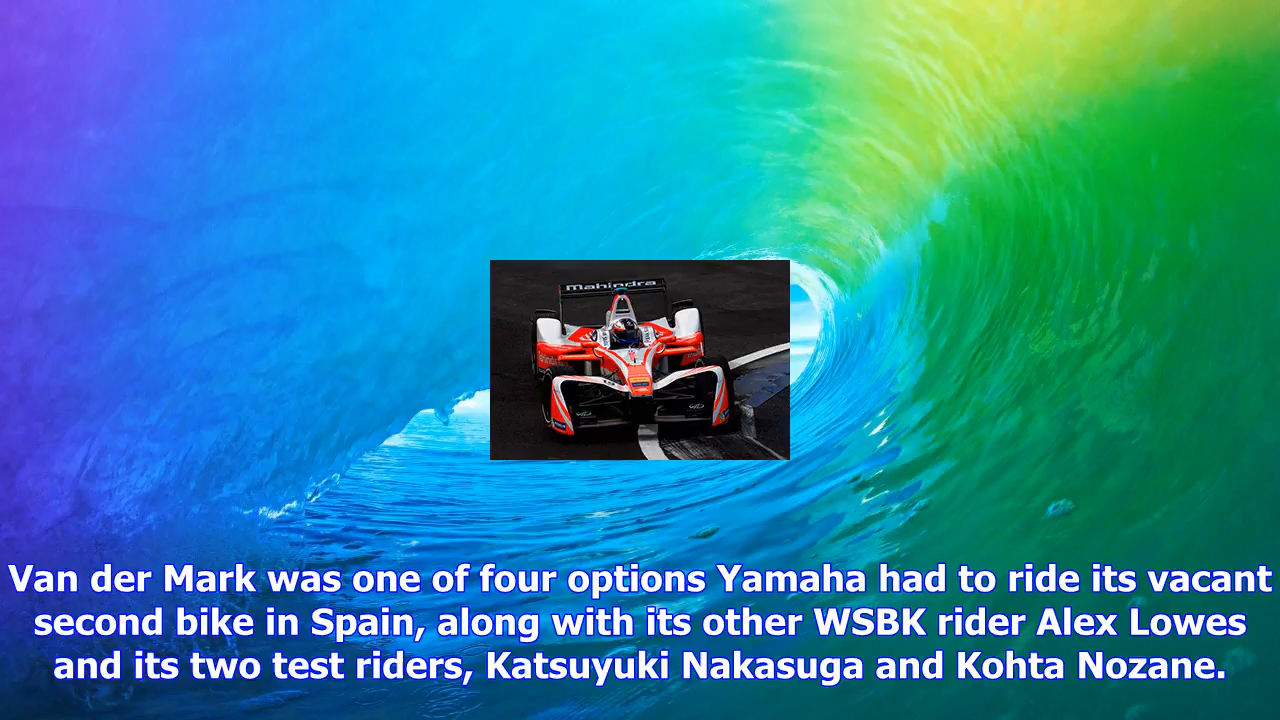 mahindra
Van der Mark was one of four options Yamaha had to ride its vacant
second bike in Spain, along with its other WSBK rider Alex Lowes
and its two test riders, Katsuyuki Nakasuga and Kohta Nozane.